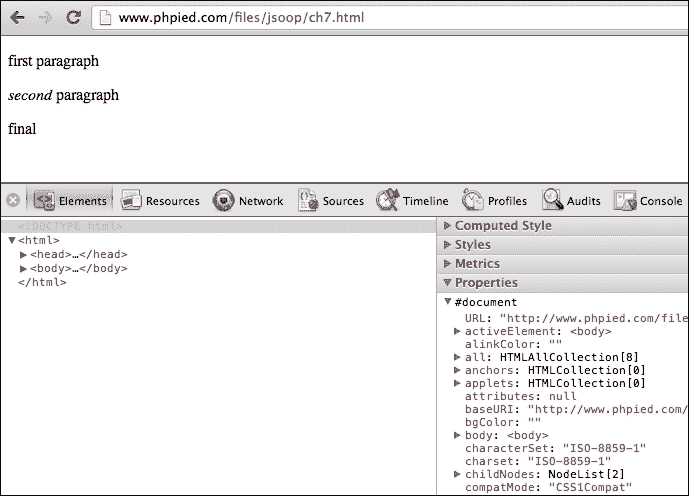 www.phpied.com/files/jsoop/ch7.html
first paragraph
second paragraph
final
Elements Resources Network Sources Timeline Profiles Audits Console
<!DOCTYPE html>
▼<html>
▶<head>…</head>
▶<body>…</body>
</html>
▶ Computed Style
▶ Styles
▶ Metrics
▼ Properties
▼ #document
URL: "http://www.phpied.com/file
▶ activeElement: <body>
alinkColor: ""
▶ all: HTMLAllCollection[8]
▶ anchors: HTMLCollection[0]
▶ applets: HTMLCollection[0]
attributes: null
baseURI: "http://www.phpied.com/
bgColor: ""
▶ body: <body>
characterSet: "ISO-8859-1"
charset: "ISO-8859-1"
▶ childNodes: NodeList[2]
compatMode: "CSS1Compat"